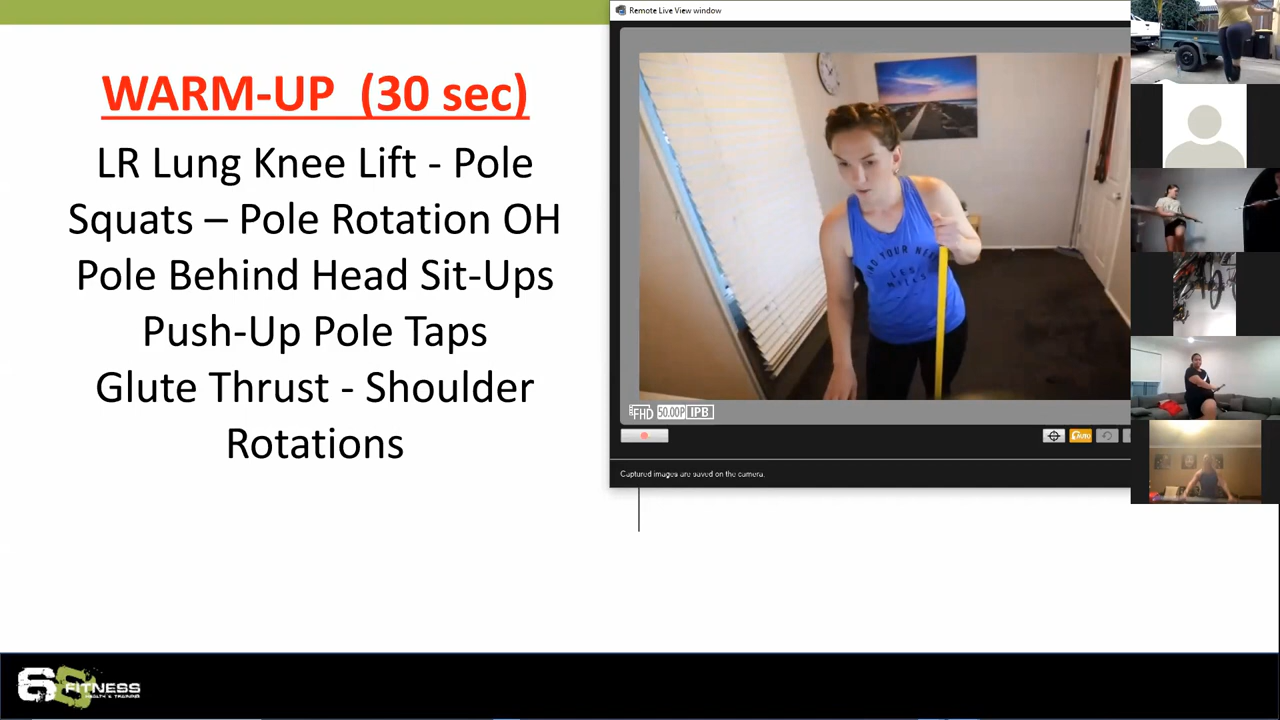 WARM-UP (30 sec)
LR Lung Knee Lift - Pole
Squats – Pole Rotation OH
Pole Behind Head Sit-Ups
Push-Up Pole Taps
Glute Thrust - Shoulder
Rotations
Remote Live View window
FHD 50.00P IPB
Captured images are saved on the camera.
FITNESS
HEALTH & TRAINING